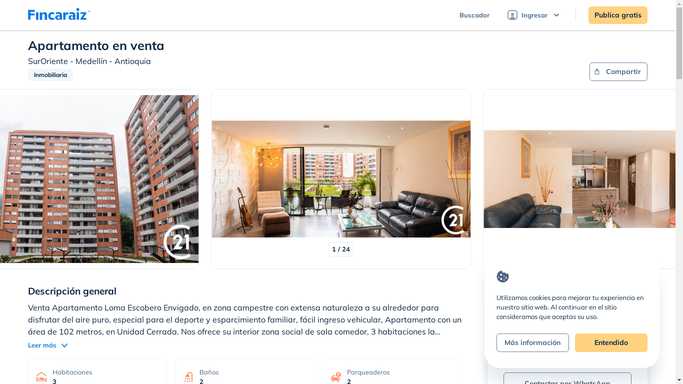 Fincaraiz
Buscador
Ingresar
Publica gratis
Apartamento en venta
SurOriente - Medellín - Antioquia
Inmobiliaria
Compartir
21
21
1 / 24
Descripción general
Venta Apartamento Loma Escobero Envigado, en zona campestre con extensa naturaleza a su alrededor para
disfrutar del aire puro, especial para el deporte y esparcimiento familiar, fácil ingreso vehicular, Apartamento con un
área de 102 metros, en Unidad Cerrada. Nos ofrece su interior zona social de sala comedor, 3 habitaciones la...
Leer más
Habitaciones
3
Baños
2
Parqueaderos
2
Utilizamos cookies para mejorar tu experiencia en
nuestro sitio web. Al continuar en el sitio
consideramos que aceptas su uso.
Más información
Entendido
Contactar por WhatsApp